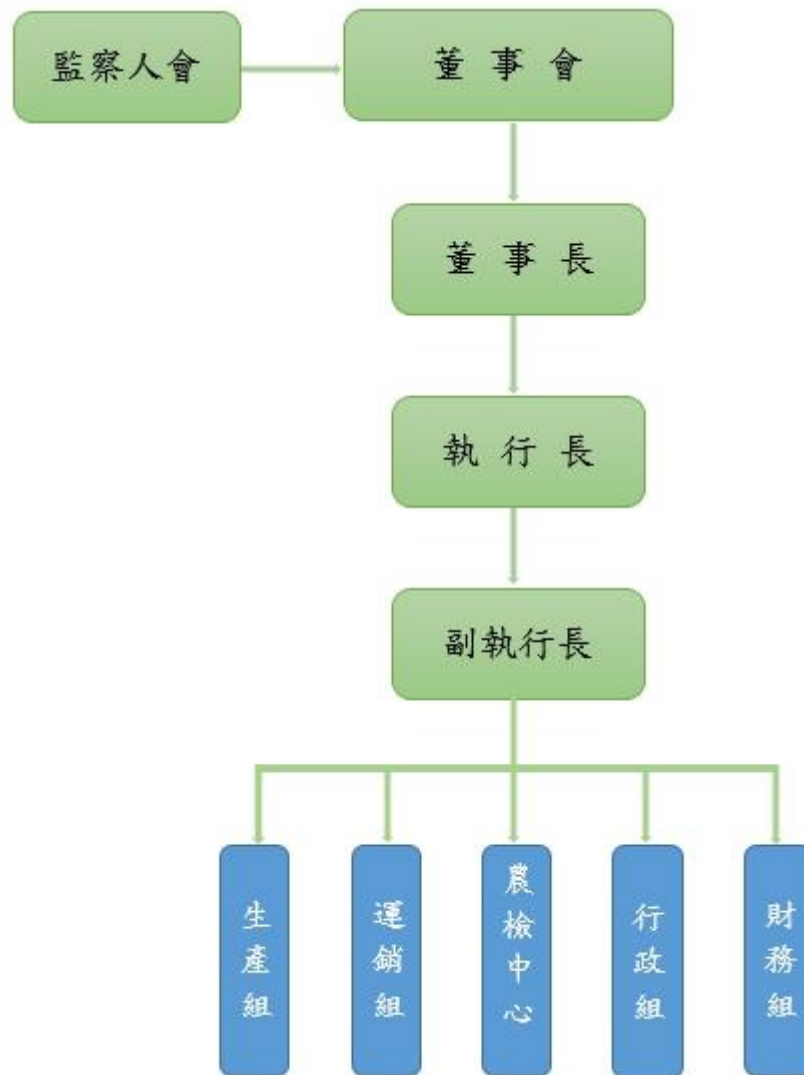 監察人會
董事會
董事長
執行長
副執行長
生產組
運銷組
農檢中心
行政組
財務組